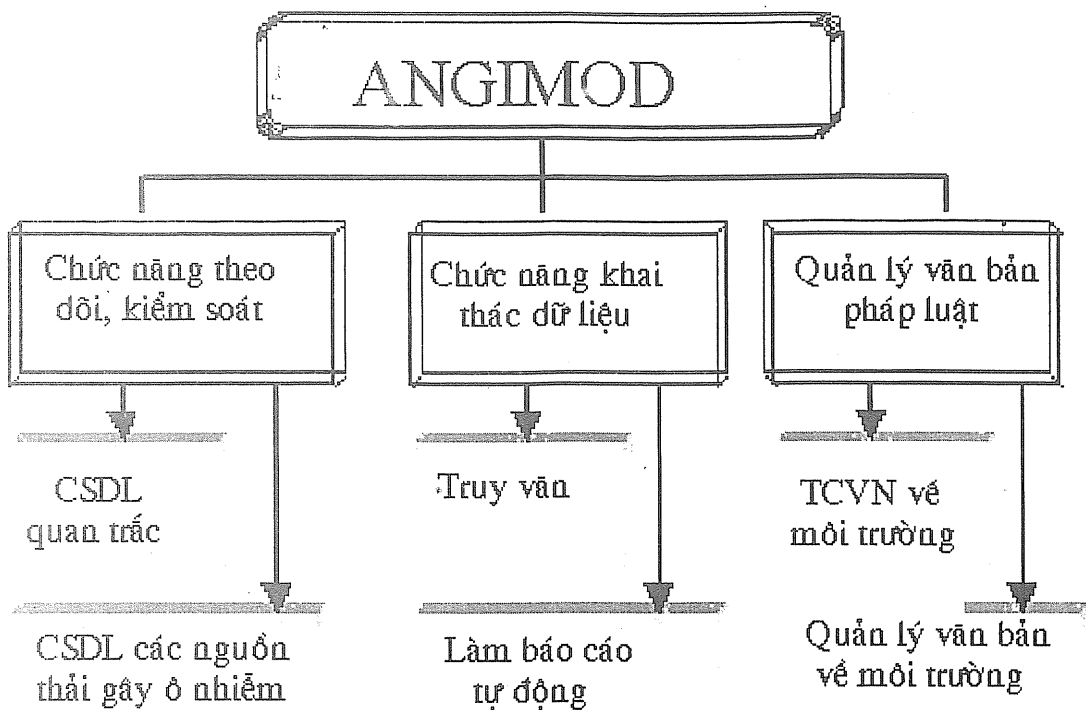 ANGIMOD
Chức năng theo
dõi, kiểm soát
Chức năng khai
thác dữ liệu
Quản lý văn bản
pháp luật
CSDL
quan trắc
Truy vấn
TCVN về
môi trường
CSDL các nguồn
thải gây ô nhiễm
Làm báo cáo
tự động
Quản lý văn bản
về môi trường